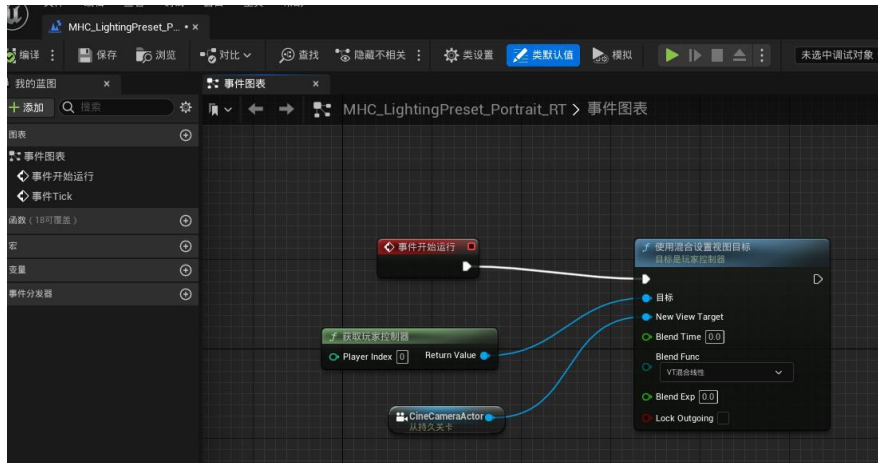 MHC_LightingPreset_P... •
编译
保存
浏览
对比
查找
隐藏不相关
类设置
类默认值
模拟
未选中调试对象
我的蓝图
事件图表
添加
搜索
MHC_LightingPreset_Portrait_RT > 事件图表
图表
事件图表
事件开始运行
事件Tick
函数 (18可覆盖)
宏
变量
事件分发器
事件开始运行
使用混合设置视图目标
目标是玩家控制器
目标
New View Target
Blend Time 0.0
Blend Func
VT混合线性
Blend Exp 0.0
Lock Outgoing
获取玩家控制器
Player Index 0 Return Value
CineCameraActor
从持久关卡